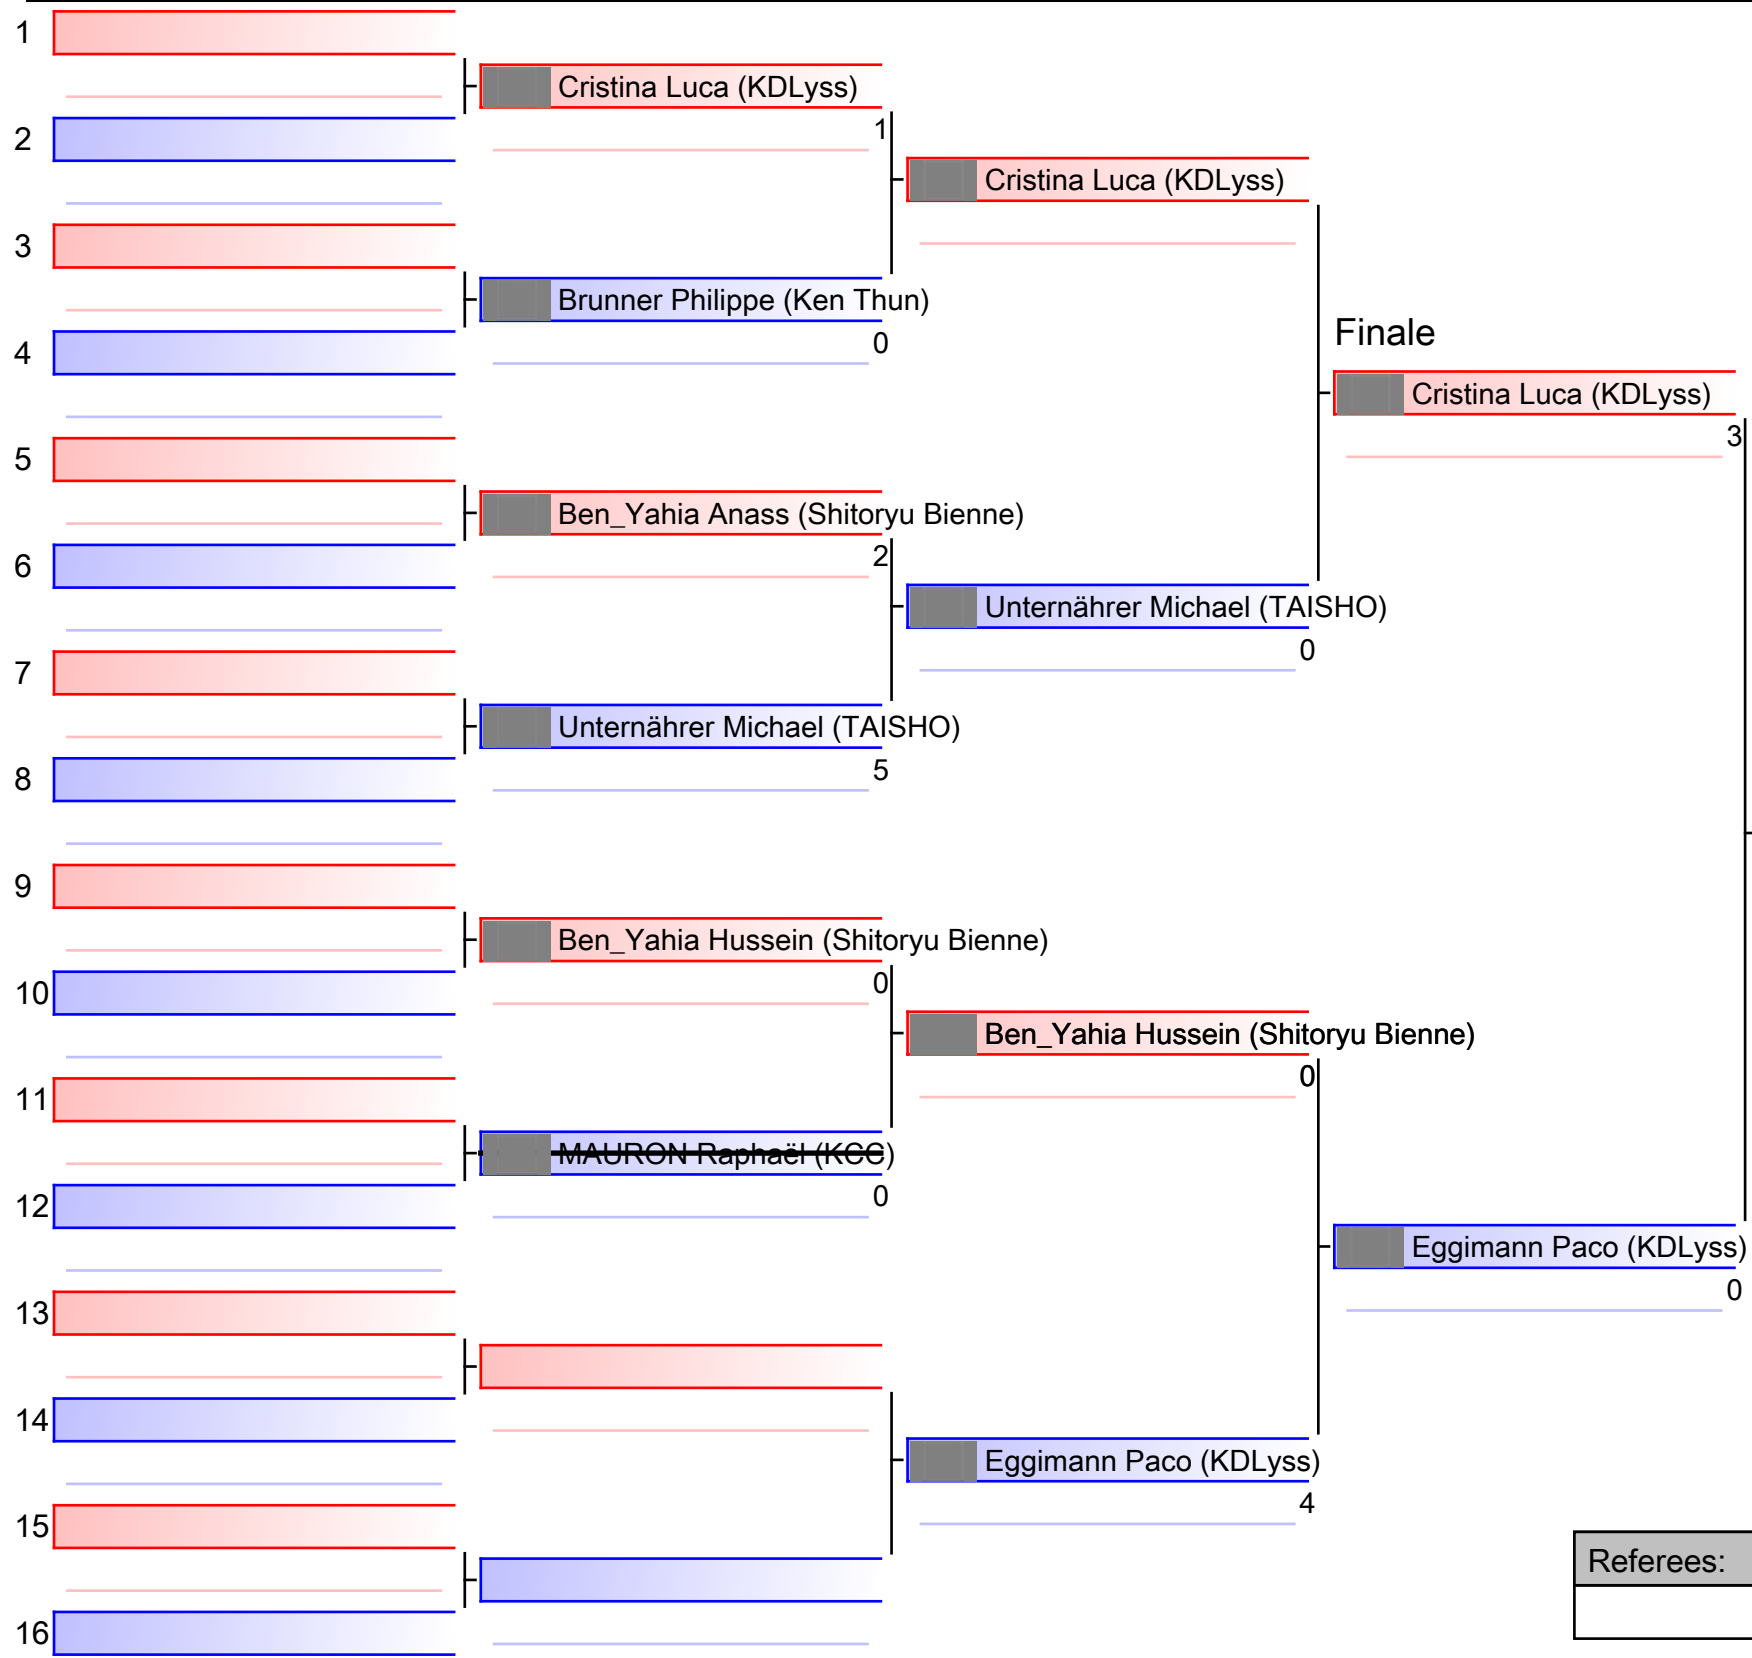 1
Cristina Luca (KDLyss)
1
2
Cristina Luca (KDLyss)
3
Brunner Philippe (Ken Thun)
0
4
Finale
Cristina Luca (KDLyss)
3
5
Ben_Yahia Anass (Shitoryu Bienne)
2
6
Unternährer Michael (TAISHO)
0
7
Unternährer Michael (TAISHO)
5
8
9
Ben_Yahia Hussein (Shitoryu Bienne)
0
10
Ben_Yahia Hussein (Shitoryu Bienne)
0
11
MAURON Raphaël (KCC)
0
12
Eggimann Paco (KDLyss)
0
13
14
Eggimann Paco (KDLyss)
4
15
Referees:
16